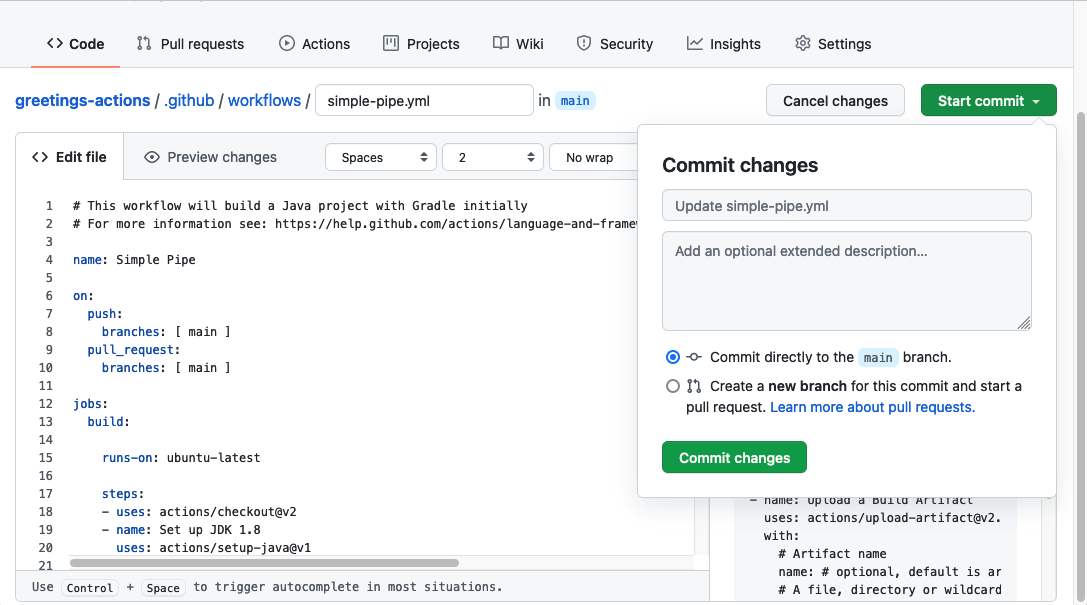 Code Pull requests Actions Projects Wiki Security Insights Settings
greetings-actions / .github / workflows / simple-pipe.yml in main
Cancel changes Start commit
Edit file Preview changes Spaces 2 No wrap
1 # This workflow will build a Java project with Gradle initially
2 # For more information see: https://help.github.com/actions/language-and-frame
3
4 name: Simple Pipe
5
6 on:
7 push:
8 branches: [ main ]
9 pull_request:
10 branches: [ main ]
11
12 jobs:
13 build:
14
15 runs-on: ubuntu-latest
16
17 steps:
18 - uses: actions/checkout@v2
19 - name: Set up JDK 1.8
20 uses: actions/setup-java@v1
21
Use Control + Space to trigger autocomplete in most situations.
Commit changes
Update simple-pipe.yml
Add an optional extended description...
Commit directly to the main branch.
Create a new branch for this commit and start a
pull request. Learn more about pull requests.
Commit changes
- name: Upload a Build Artifact
uses: actions/upload-artifact@v2.
with:
# Artifact name
name: # optional, default is ar
# A file, directory or wildcard